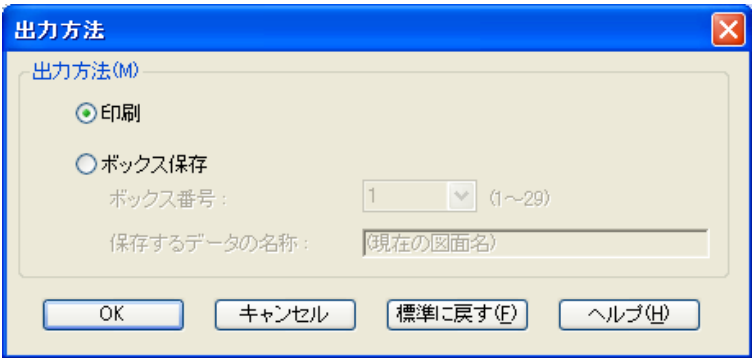 出力方法
出力方法(M)
印刷
ボックス保存
ボックス番号：
1
(1～29)
保存するデータの名称：
(現在の図面名)
OK
キャンセル
標準に戻す(F)
ヘルプ(H)